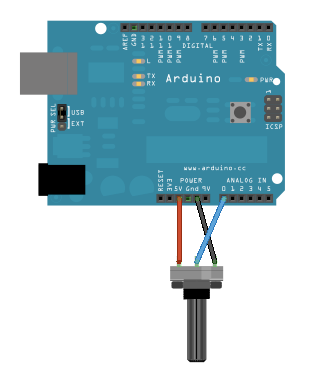 AREF
GND
13
12
11
10
9
8
7
6
5
4
3
2
1
0
PWM
PWM
PWM
PWM
PWM
PWM
DIGITAL
TX
RX
L
TX
RX
Arduino
PWR
PWR SEL
USB
EXT
1
ICSP
www.arduino.cc
RESET
3V3
POWER
5V Gnd 9V
ANALOG IN
0 1 2 3 4 5